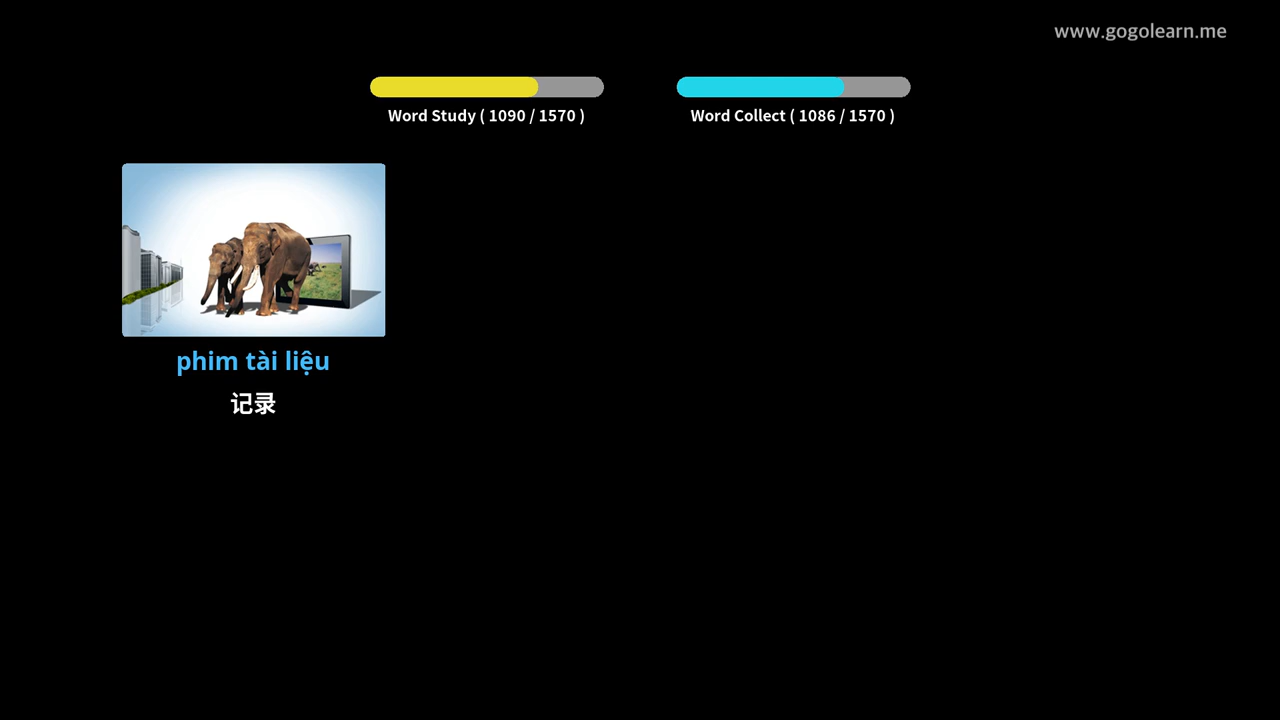 www.gogolearn.me
Word Study ( 1090 / 1570 )
Word Collect ( 1086 / 1570 )
phim tài liệu
记录